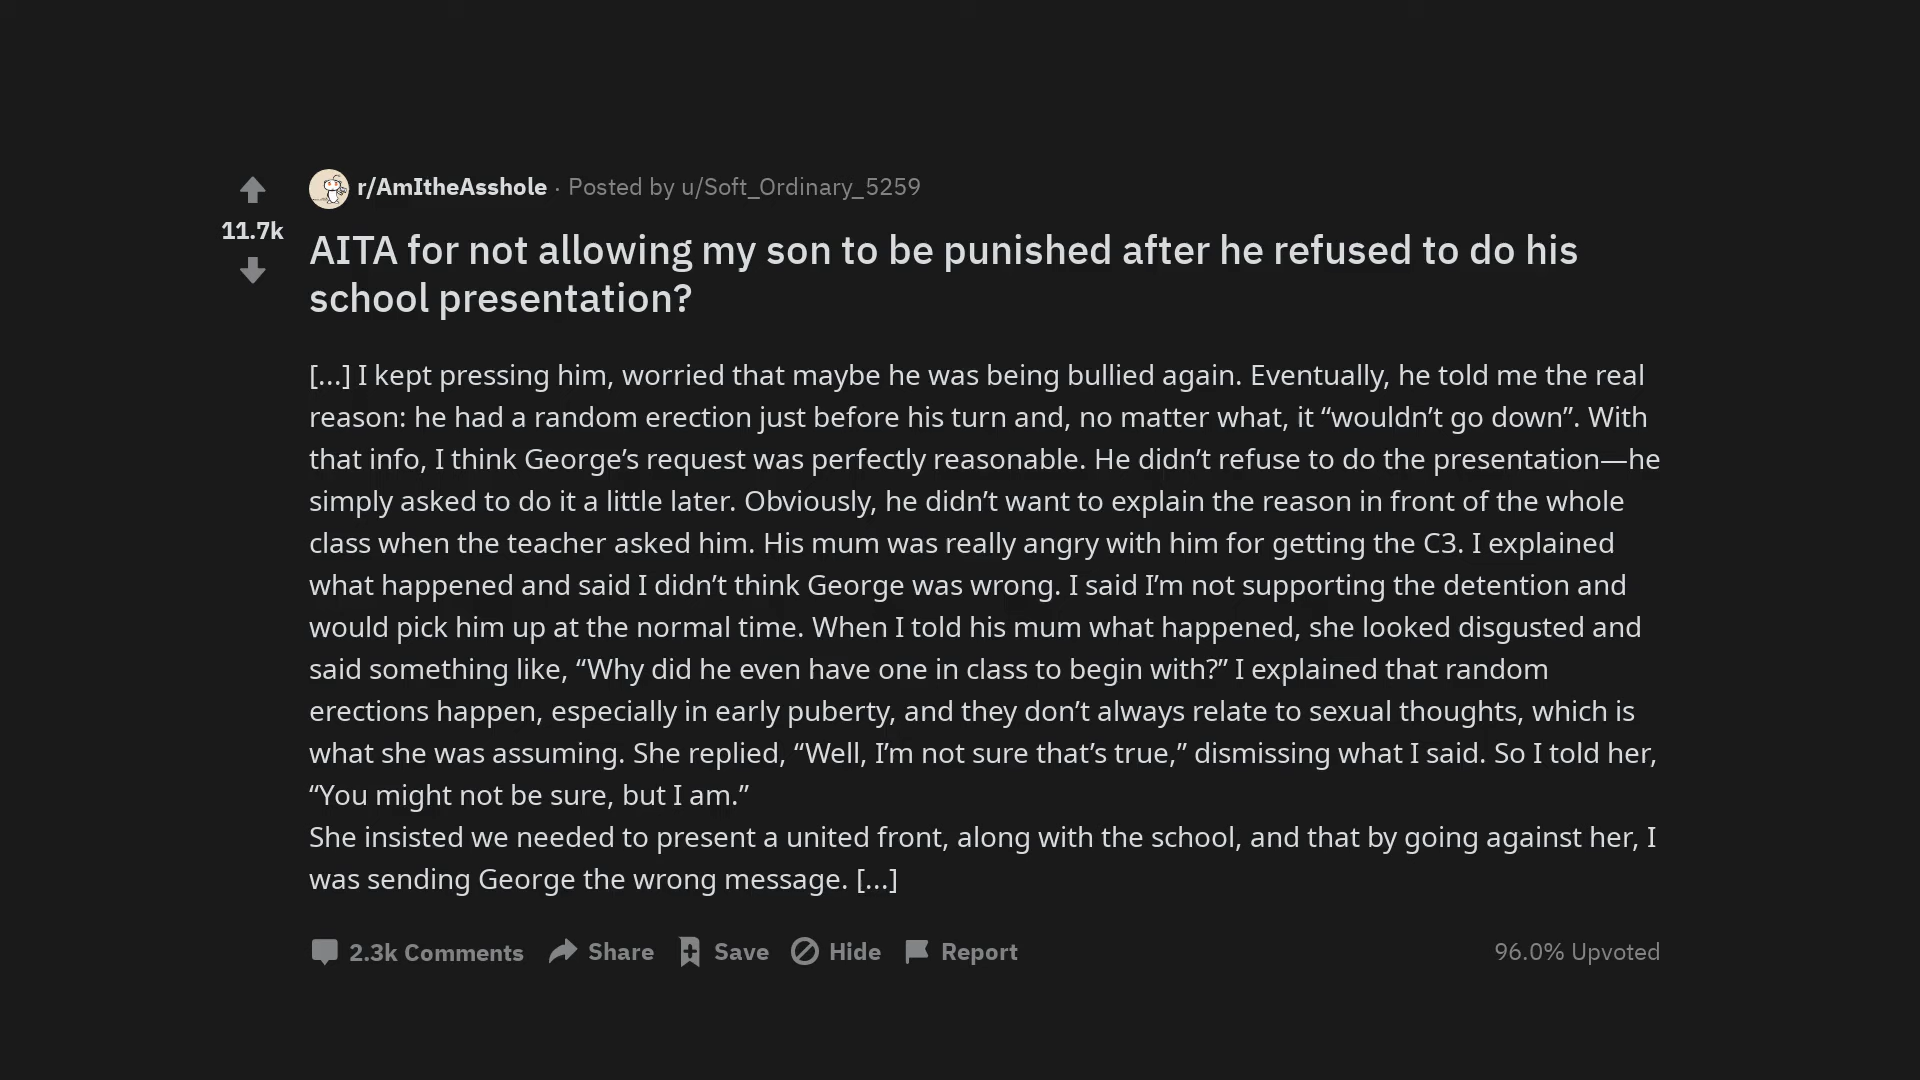 r/AmItheAsshole · Posted by u/Soft_Ordinary_5259
11.7k
AITA for not allowing my son to be punished after he refused to do his
school presentation?
[...] I kept pressing him, worried that maybe he was being bullied again. Eventually, he told me the real
reason: he had a random erection just before his turn and, no matter what, it “wouldn’t go down”. With
that info, I think George’s request was perfectly reasonable. He didn’t refuse to do the presentation—he
simply asked to do it a little later. Obviously, he didn’t want to explain the reason in front of the whole
class when the teacher asked him. His mum was really angry with him for getting the C3. I explained
what happened and said I didn’t think George was wrong. I said I’m not supporting the detention and
would pick him up at the normal time. When I told his mum what happened, she looked disgusted and
said something like, “Why did he even have one in class to begin with?” I explained that random
erections happen, especially in early puberty, and they don’t always relate to sexual thoughts, which is
what she was assuming. She replied, “Well, I’m not sure that’s true,” dismissing what I said. So I told her,
“You might not be sure, but I am.”
She insisted we needed to present a united front, along with the school, and that by going against her, I
was sending George the wrong message. [...]
2.3k Comments Share Save Hide Report 96.0% Upvoted